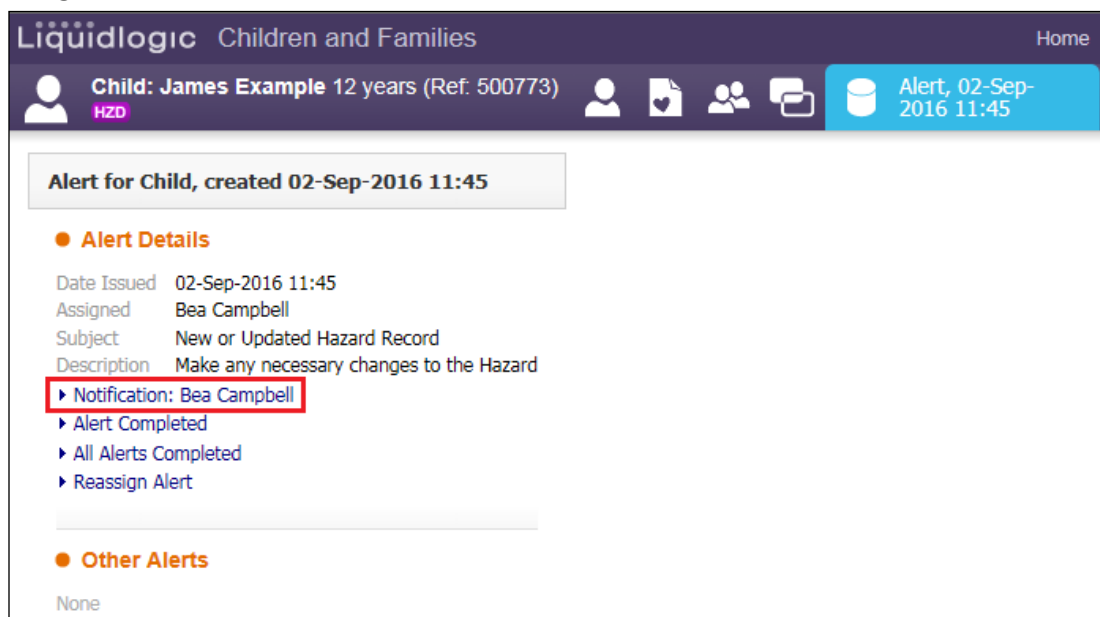 Liquidlogic Children and Families Home
Child: James Example 12 years (Ref: 500773)
HZD
Alert, 02-Sep-
2016 11:45
Alert for Child, created 02-Sep-2016 11:45
Alert Details
Date Issued 02-Sep-2016 11:45
Assigned Bea Campbell
Subject New or Updated Hazard Record
Description Make any necessary changes to the Hazard
Notification: Bea Campbell
Alert Completed
All Alerts Completed
Reassign Alert
Other Alerts
None